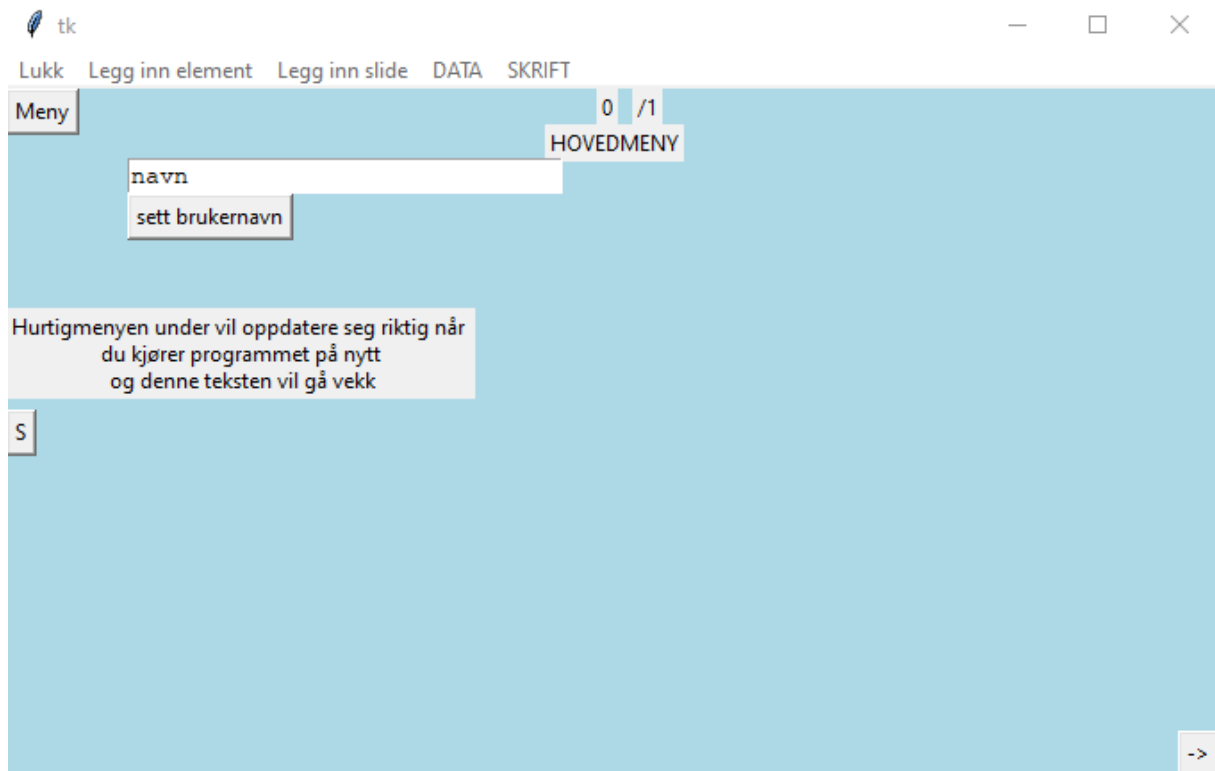 tk
Lukk Legg inn element Legg inn slide DATA SKRIFT
Meny
0 /1
HOVEDMENY
navn
sett brukernavn
Hurtigmenyen under vil oppdatere seg riktig når
du kjører programmet på nytt
og denne teksten vil gå vekk
S
->